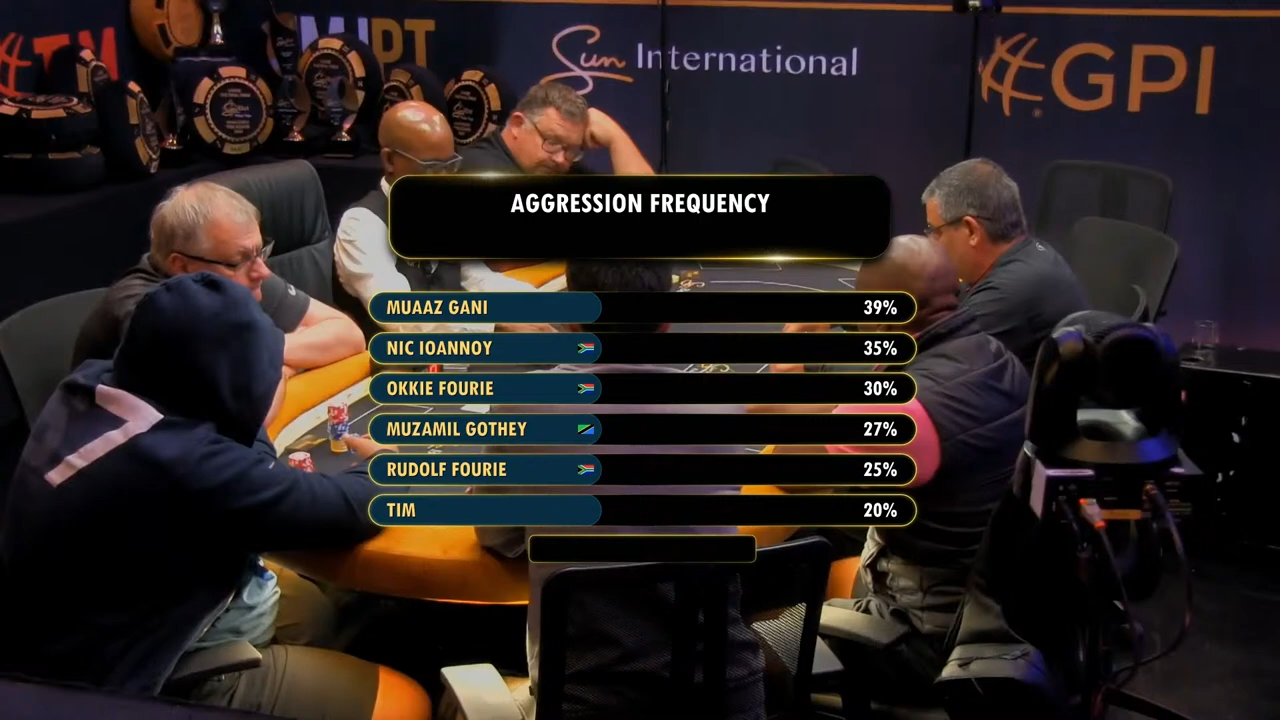 Sun International
GPI
AGGRESSION FREQUENCY
MUAAZ GANI 39%
NIC IOANNOY 35%
OKKIE FOURIE 30%
MUZAMIL GOTHEY 27%
RUDOLF FOURIE 25%
TIM 20%